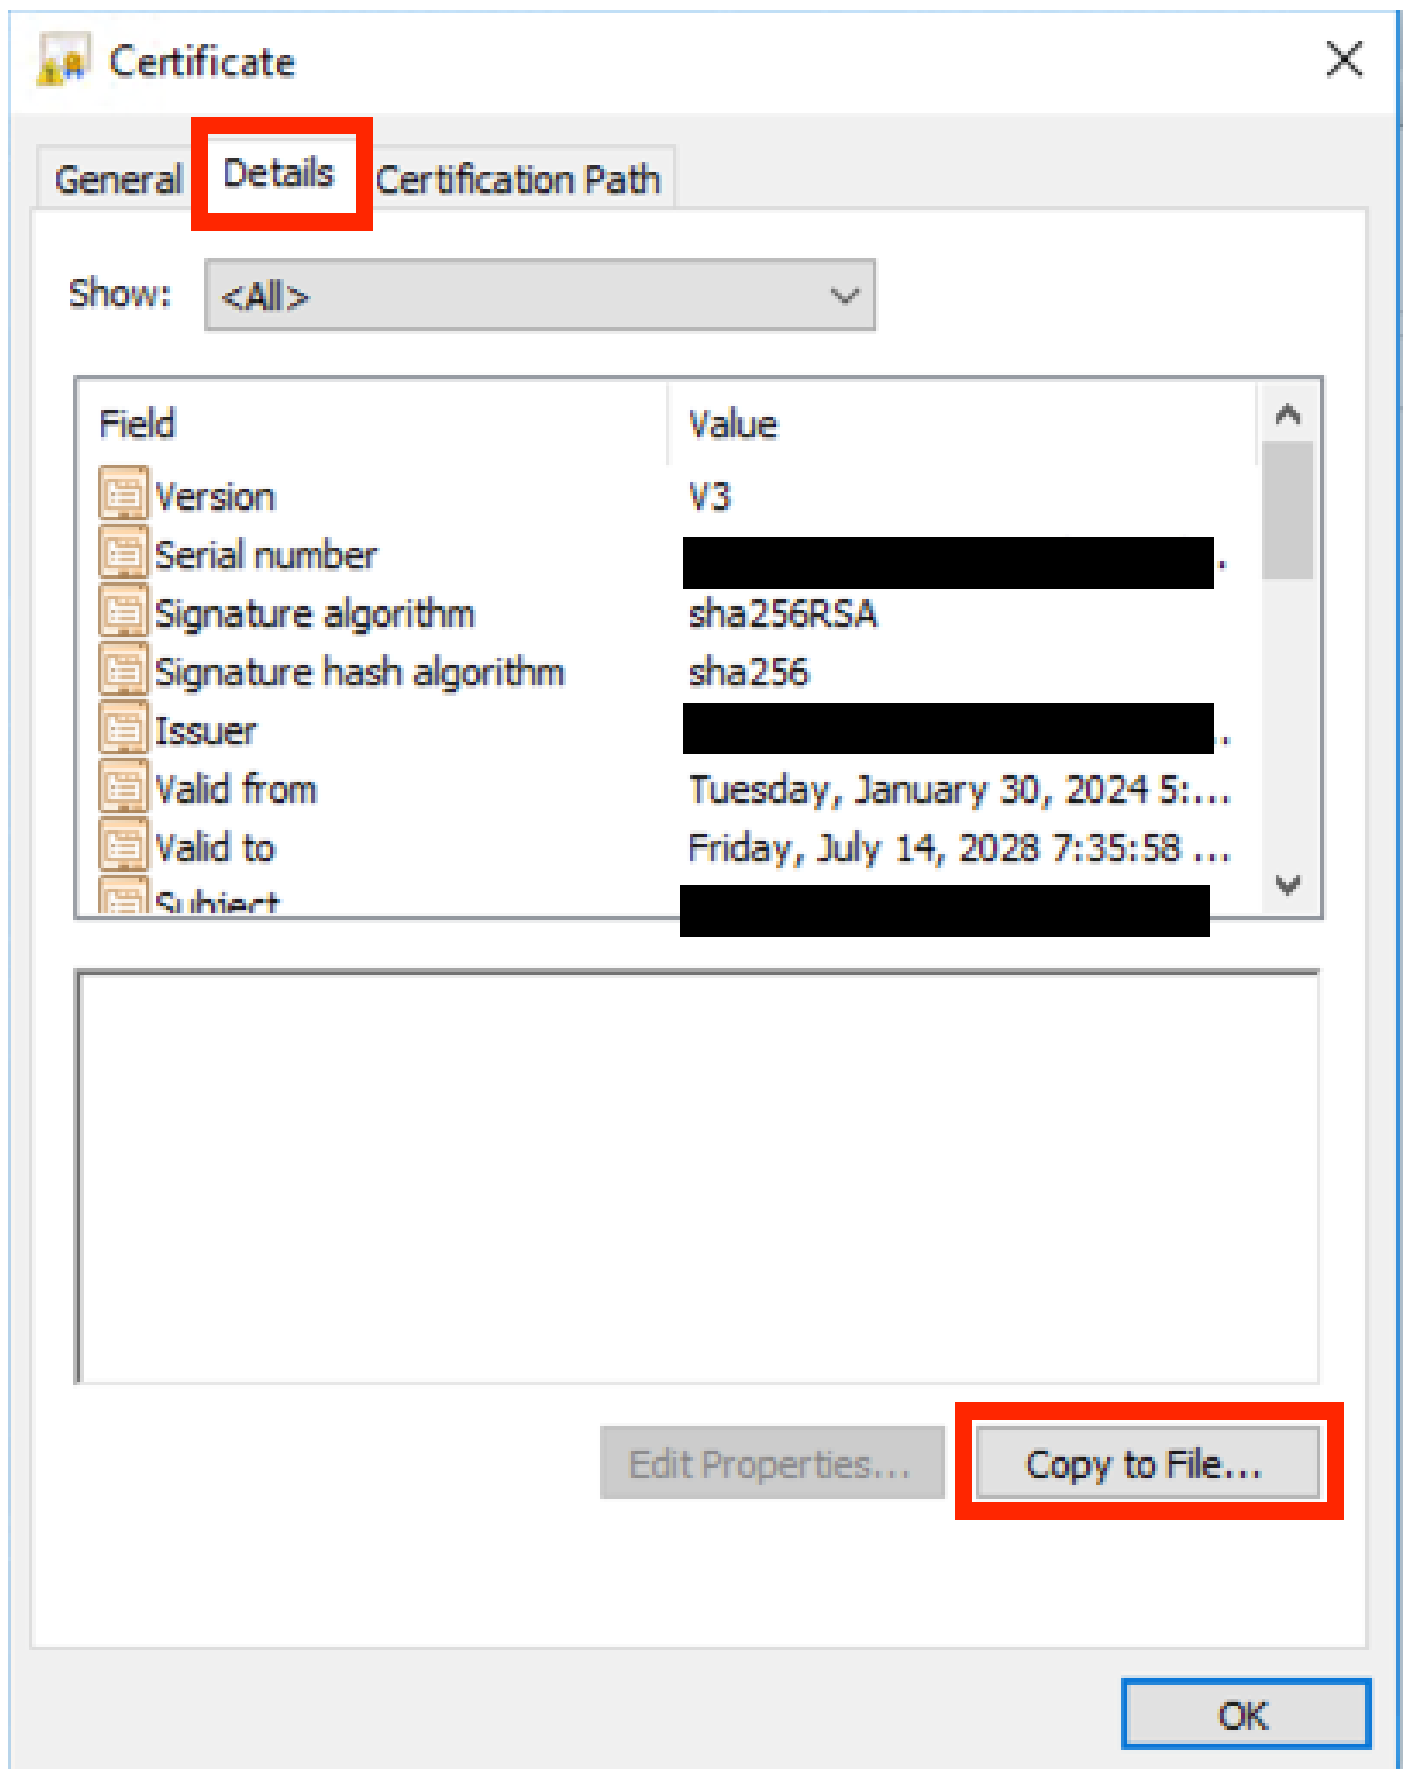 Certificate
General Details Certification Path
Show: <All>
Field Value
Version V3
Serial number .
Signature algorithm sha256RSA
Signature hash algorithm sha256
Issuer ..
Valid from Tuesday, January 30, 2024 5:...
Valid to Friday, July 14, 2028 7:35:58 ...
Subject
Edit Properties... Copy to File...
OK